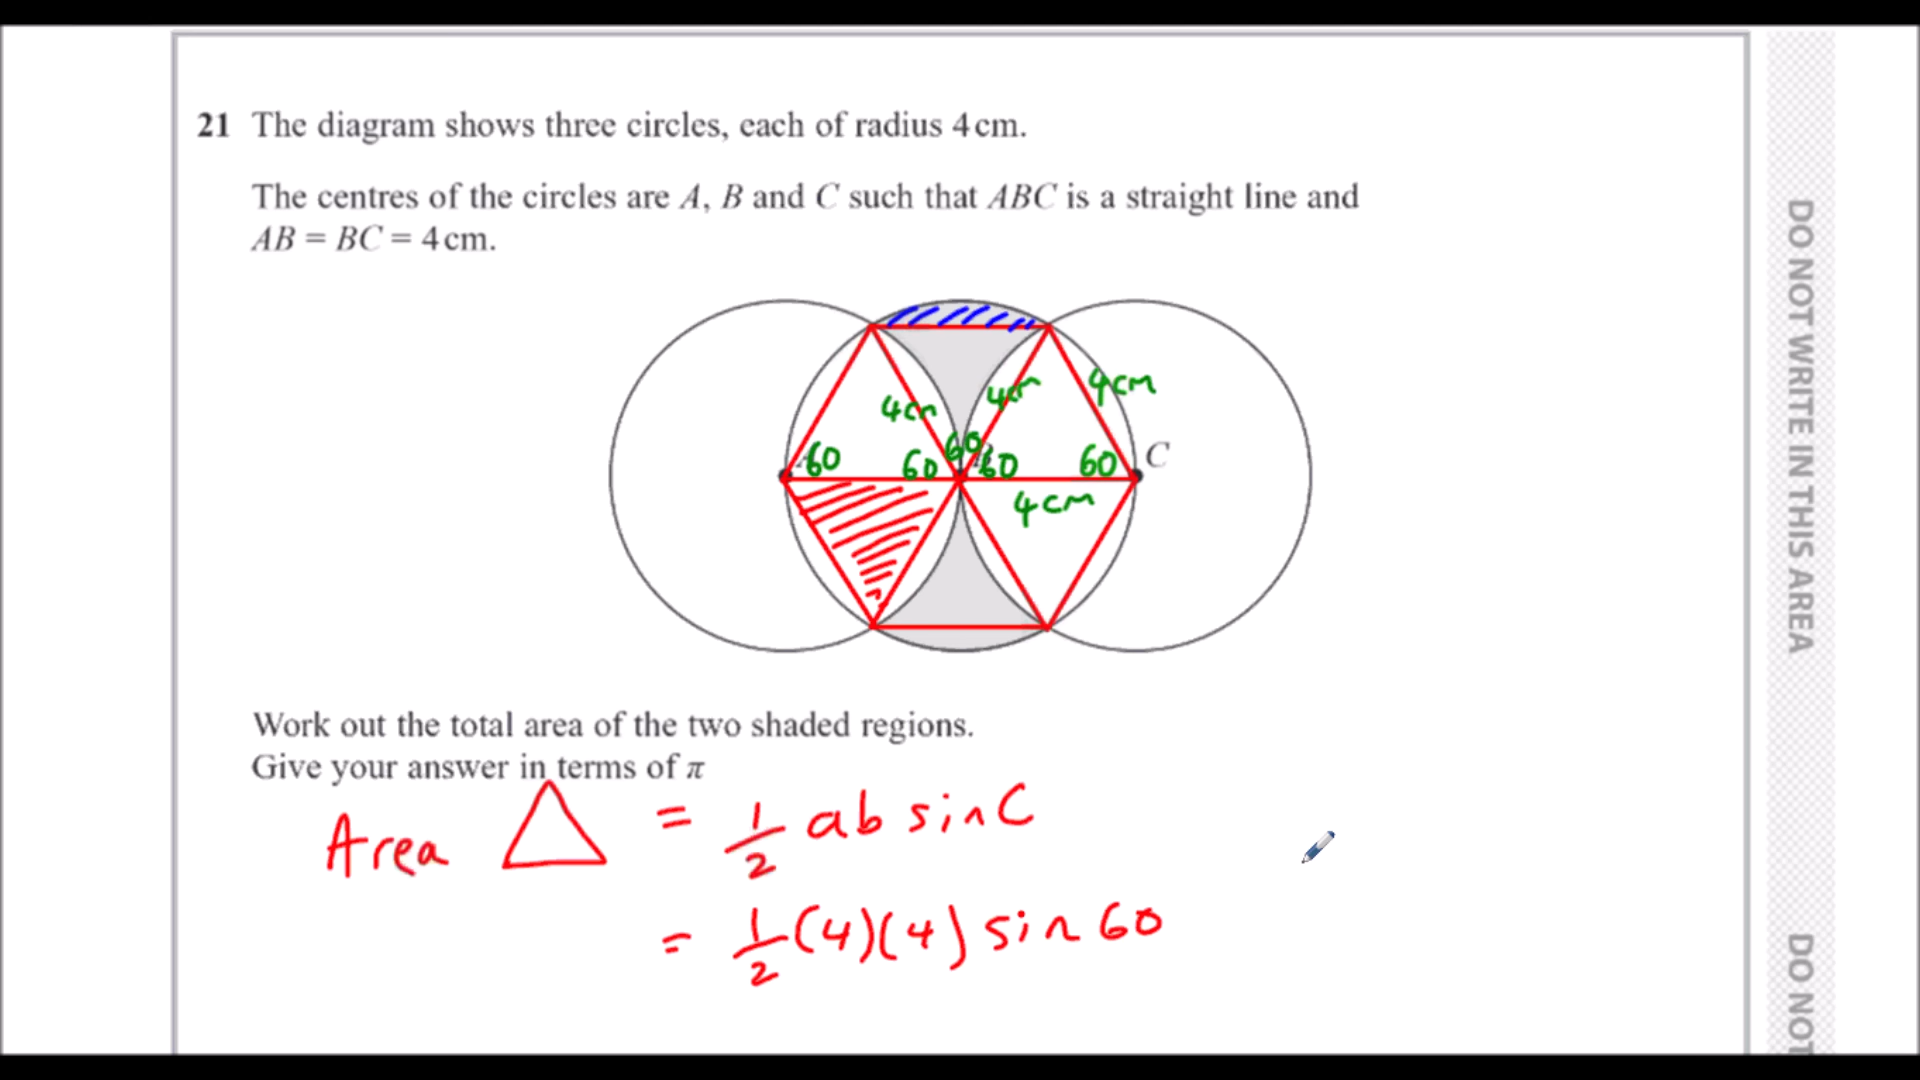 21 The diagram shows three circles, each of radius 4 cm.
The centres of the circles are A, B and C such that ABC is a straight line and
AB = BC = 4 cm.
4cm
4cm
4cm
60
60
60
60
60
C
4cm
Work out the total area of the two shaded regions.
Give your answer in terms of π
Area △ = 1/2 ab sin C
= 1/2 (4)(4) sin 60
DO NOT WRITE IN THIS AREA
DO NOT